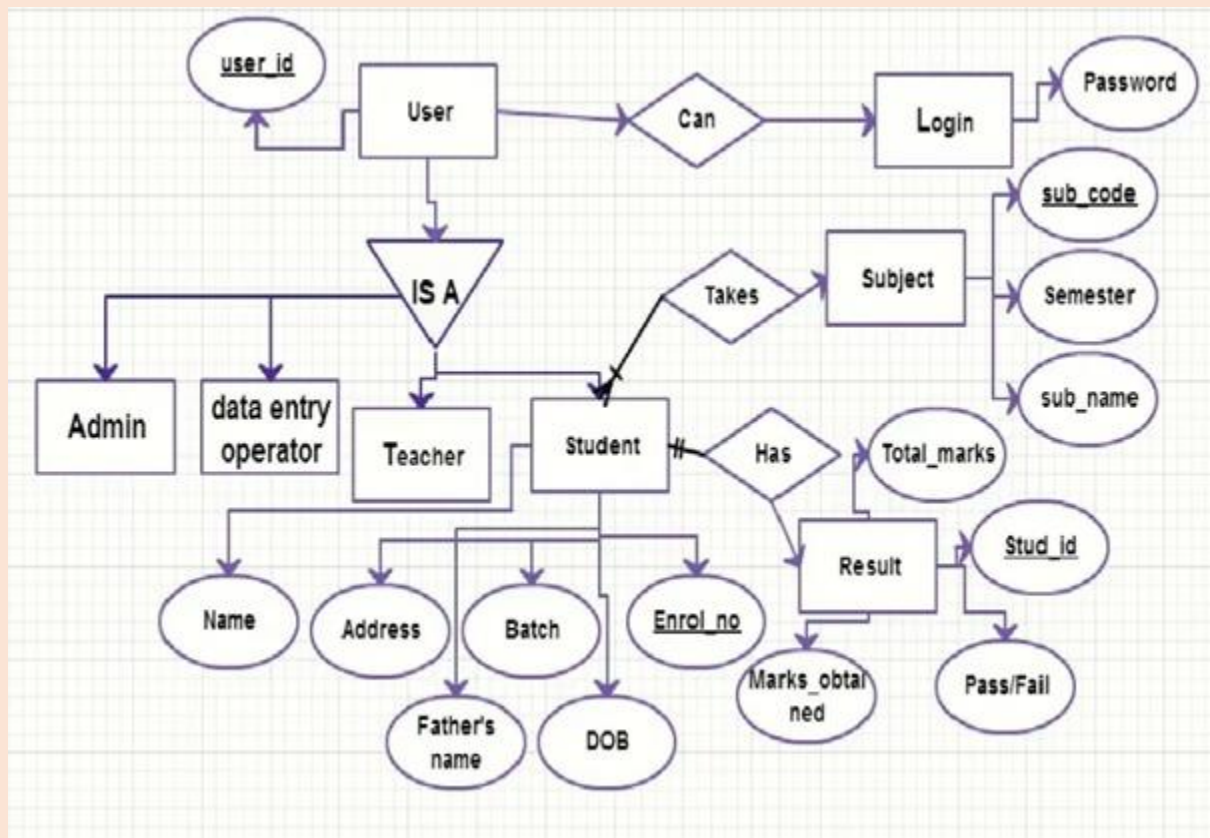 user_id
User
Can
Login
Password
sub_code
IS A
Takes
Subject
Semester
sub_name
Admin
data entry
operator
Teacher
Student
Has
Total_marks
Result
Stud_id
Name
Address
Batch
Enrol_no
Marks_obtai
ned
Pass/Fail
Father's
name
DOB